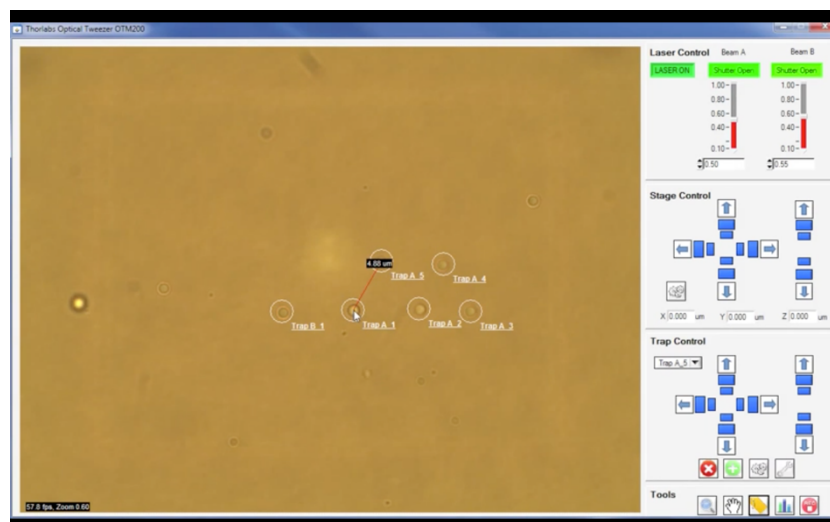 Thorlabs Optical Tweezer OTM200
Laser Control Beam A Beam B
LASER ON Shutter Open Shutter Open
1.00 1.00
0.80 0.80
0.60 0.60
0.40 0.40
0.10 0.10
0.50 0.55
Stage Control
X 0.000 um Y 0.000 um Z 0.000 um
Trap Control
Trap A_5
Tools
4.88 um
Trap A_5
Trap A_4
Trap B_1
Trap A_1
Trap A_2
Trap A_3
57.8 fps, Zoom 0.60